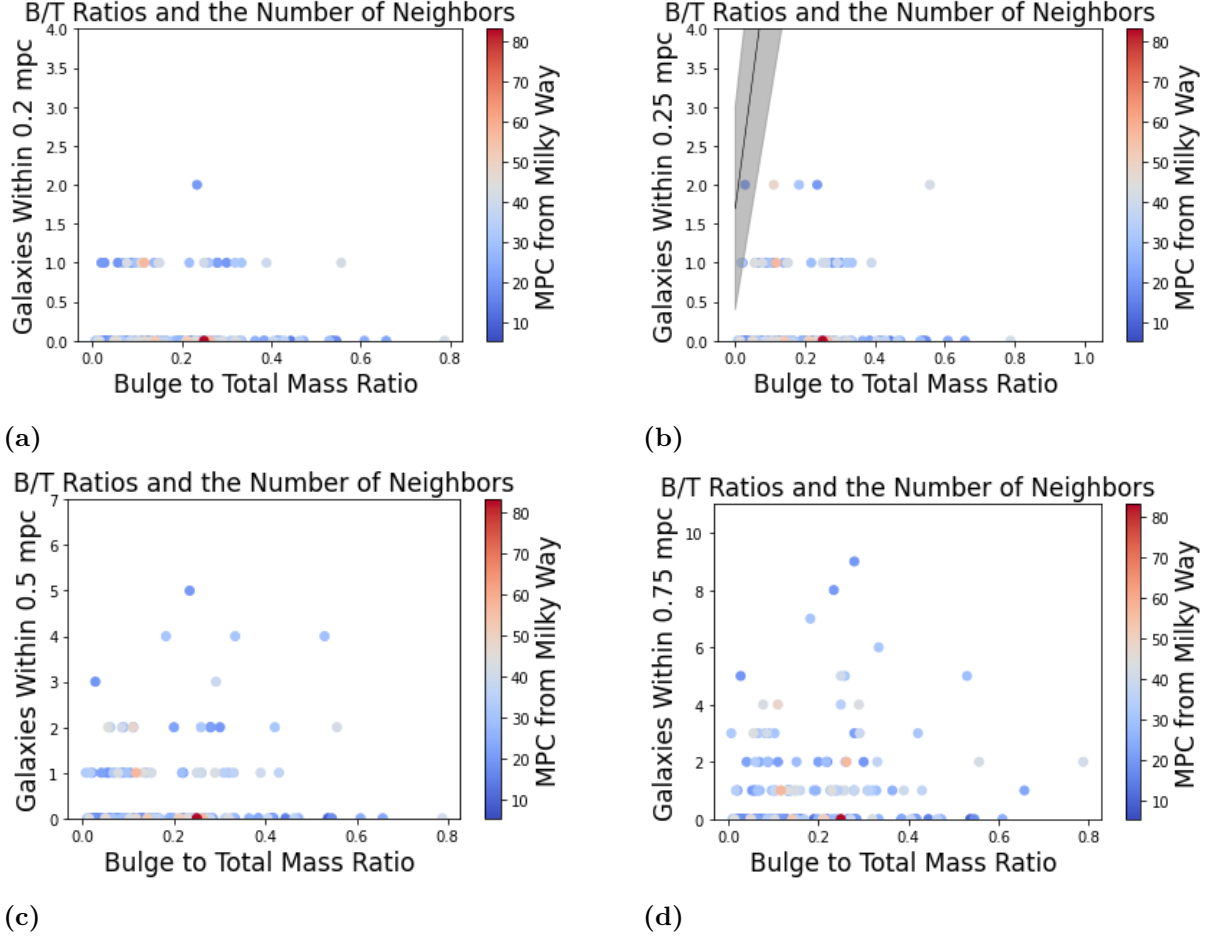 B/T Ratios and the Number of Neighbors
Galaxies Within 0.2 mpc
4.0
3.5
3.0
2.5
2.0
1.5
1.0
0.5
0.0
0.0 0.2 0.4 0.6 0.8
Bulge to Total Mass Ratio
80
70
60
50
40
30
20
10
MPC from Milky Way
(a)
B/T Ratios and the Number of Neighbors
Galaxies Within 0.25 mpc
4.0
3.5
3.0
2.5
2.0
1.5
1.0
0.5
0.0
0.0 0.2 0.4 0.6 0.8 1.0
Bulge to Total Mass Ratio
80
70
60
50
40
30
20
10
MPC from Milky Way
(b)
B/T Ratios and the Number of Neighbors
Galaxies Within 0.5 mpc
7
6
5
4
3
2
1
0
0.0 0.2 0.4 0.6 0.8
Bulge to Total Mass Ratio
80
70
60
50
40
30
20
10
MPC from Milky Way
(c)
B/T Ratios and the Number of Neighbors
Galaxies Within 0.75 mpc
10
8
6
4
2
0
0.0 0.2 0.4 0.6 0.8
Bulge to Total Mass Ratio
80
70
60
50
40
30
20
10
MPC from Milky Way
(d)